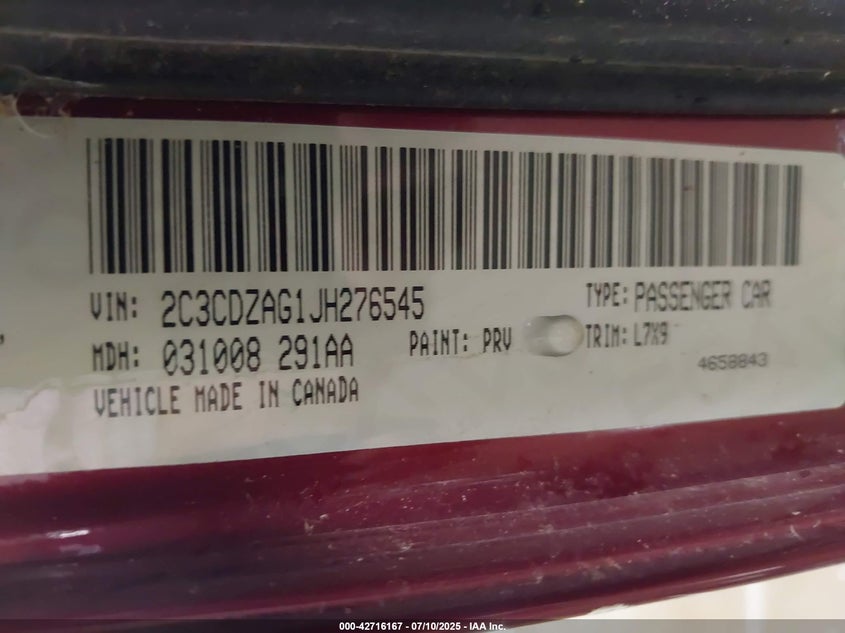 VIN: 2C3CDZAG1JH276545 TYPE: PASSENGER CAR
MDH: 031008 291AA PAINT: PRV TRIM: L7X9
VEHICLE MADE IN CANADA 4658843
000-42716167 - 07/10/2025 - IAA Inc.